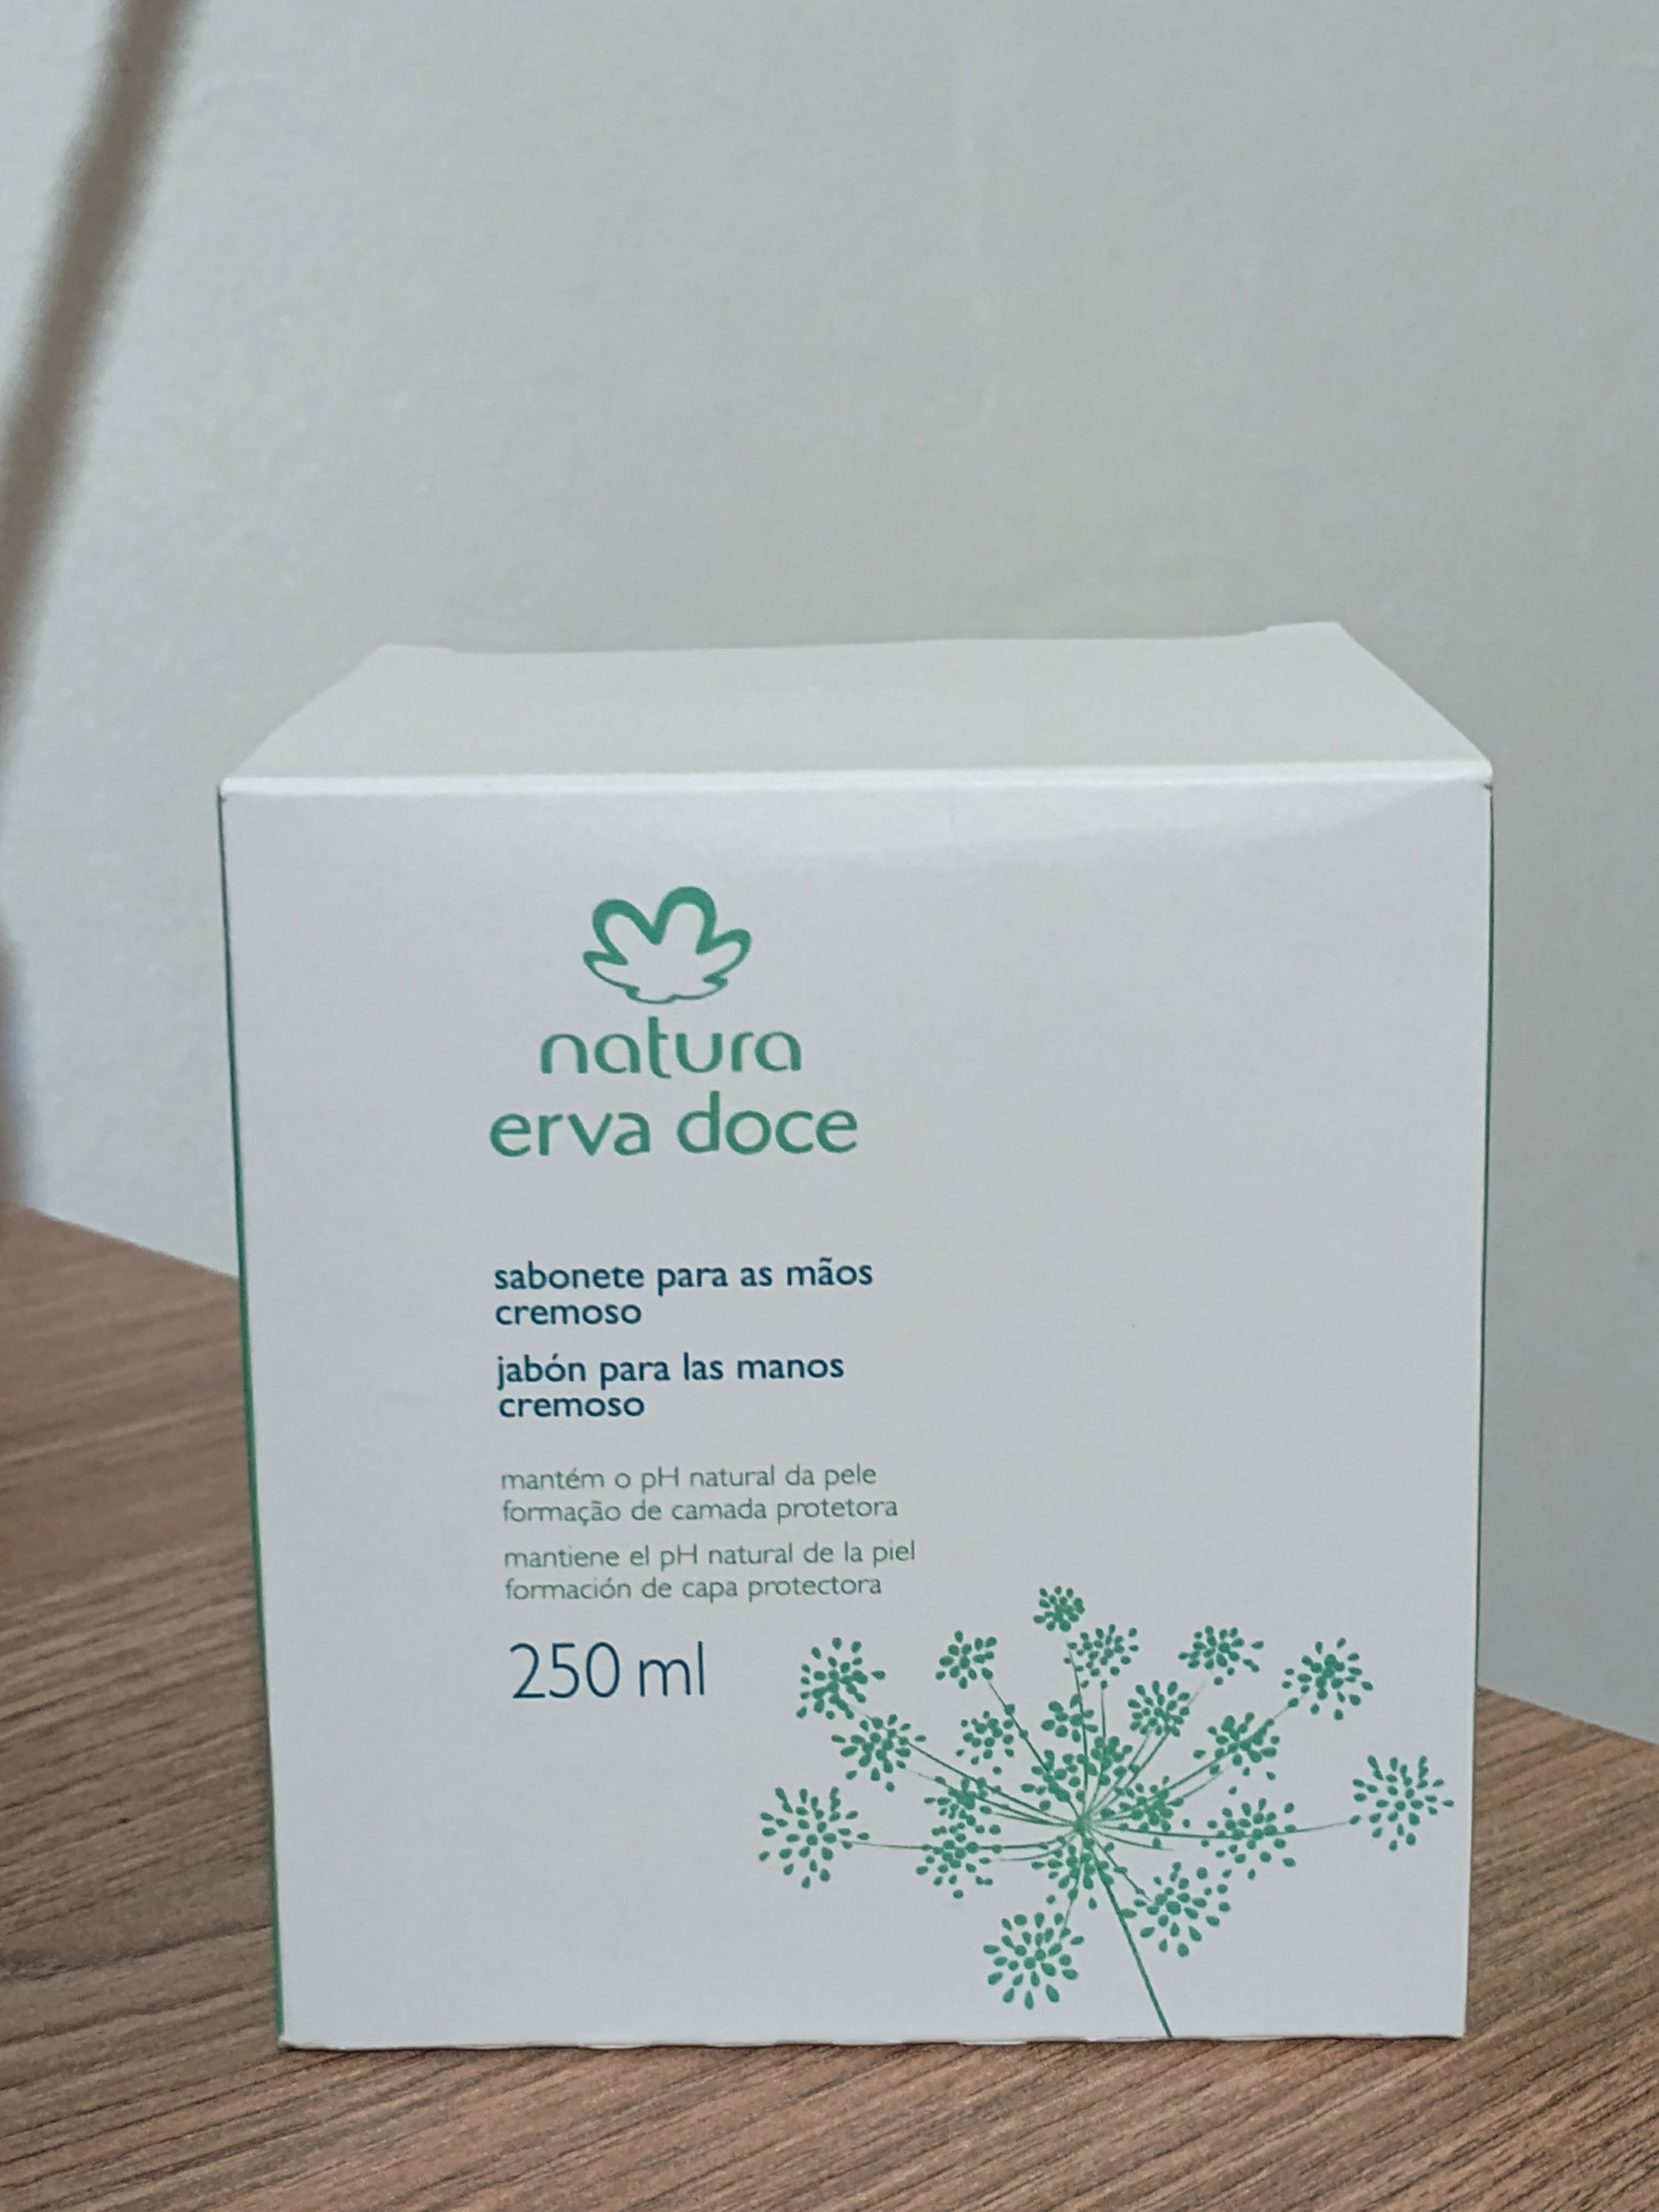 natura
erva doce
sabonete para as mãos
cremoso
jabón para las manos
cremoso
mantém o pH natural da pele
formação de camada protetora
mantiene el pH natural de la piel
formación de capa protectora
250 ml